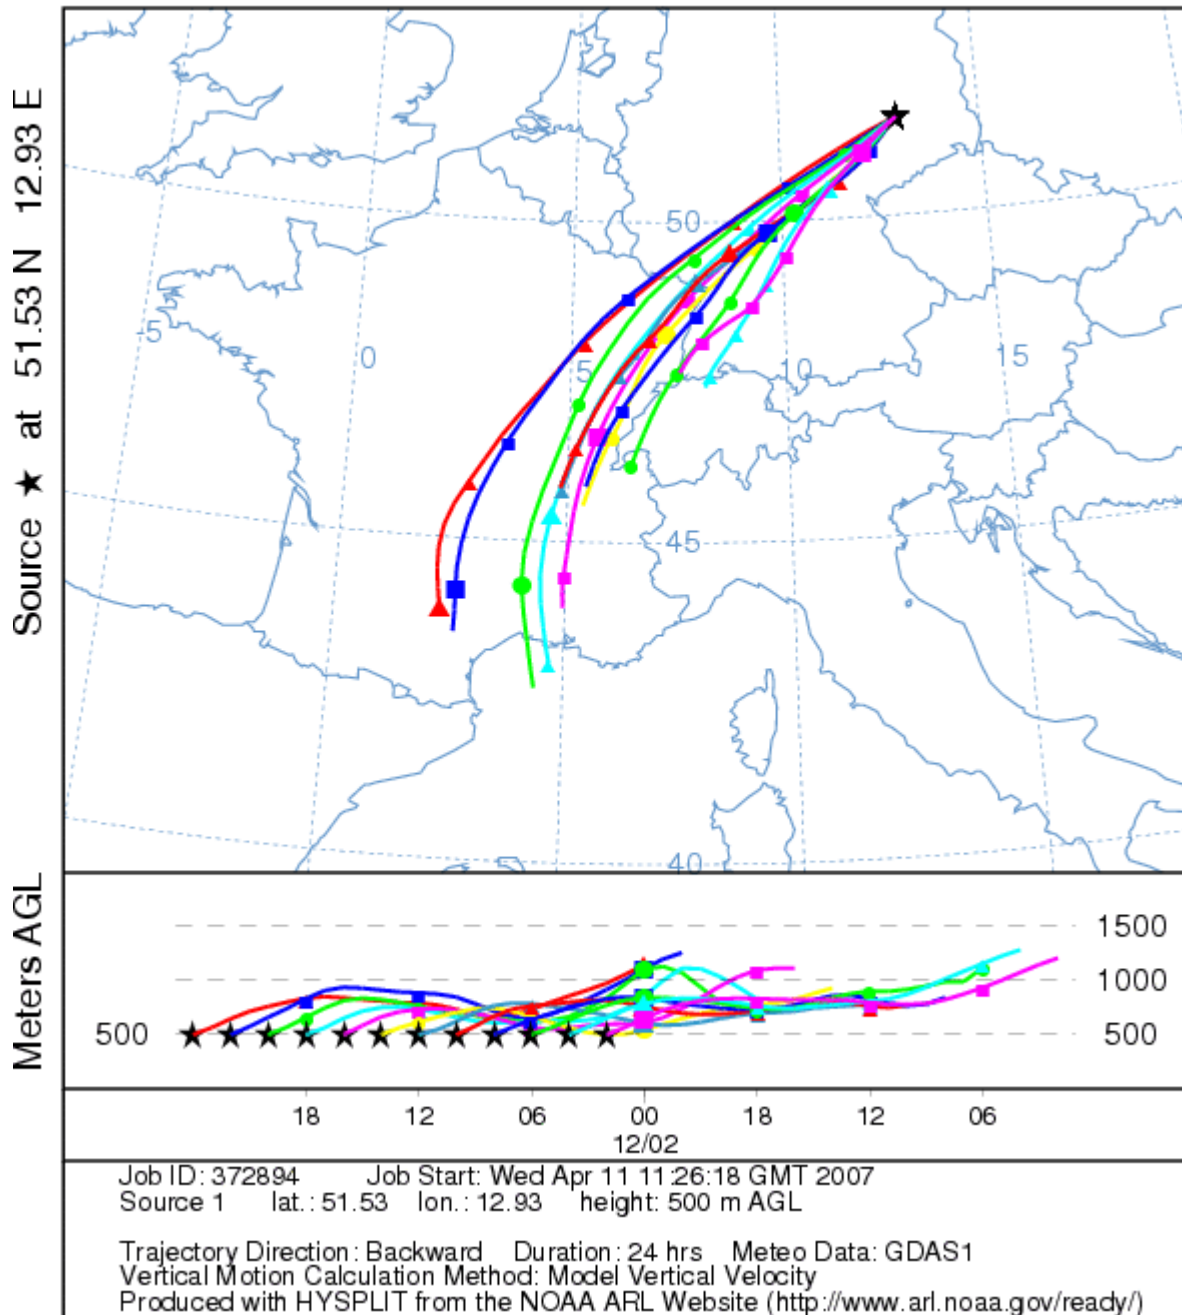 Source ★ at 51.53 N 12.93 E
50
-5
0
5
10
15
45
40
Meters AGL
1500
1000
500
500
18 12 06 00 18 12 06
12/02
Job ID: 372894 Job Start: Wed Apr 11 11:26:18 GMT 2007
Source 1 lat.: 51.53 lon.: 12.93 height: 500 m AGL
Trajectory Direction: Backward Duration: 24 hrs Meteo Data: GDAS1
Vertical Motion Calculation Method: Model Vertical Velocity
Produced with HYSPLIT from the NOAA ARL Website (http://www.arl.noaa.gov/ready/)